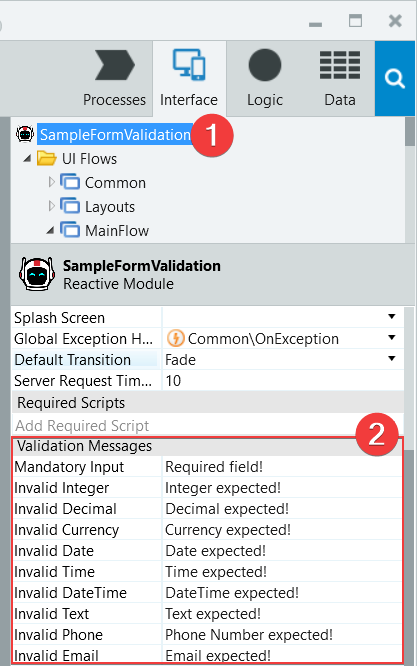 Processes Interface Logic Data
SampleFormValidation 1
UI Flows
Common
Layouts
MainFlow
SampleFormValidation
Reactive Module
Splash Screen
Global Exception H... Common\OnException
Default Transition Fade
Server Request Tim... 10
Required Scripts
Add Required Script
2
Validation Messages
Mandatory Input Required field!
Invalid Integer Integer expected!
Invalid Decimal Decimal expected!
Invalid Currency Currency expected!
Invalid Date Date expected!
Invalid Time Time expected!
Invalid DateTime DateTime expected!
Invalid Text Text expected!
Invalid Phone Phone Number expected!
Invalid Email Email expected!